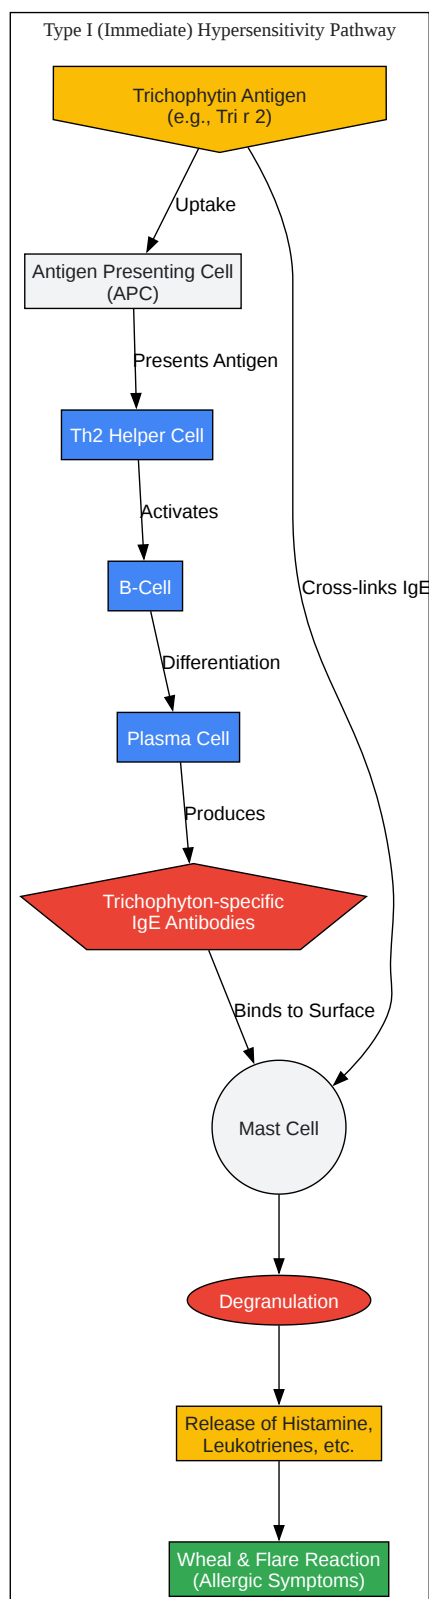 Type I (Immediate) Hypersensitivity Pathway
Trichophytin Antigen
(e.g., Tri r 2)
Uptake
Antigen Presenting Cell
(APC)
Presents Antigen
Th2 Helper Cell
Activates
B-Cell
Cross-links IgE
Differentiation
Plasma Cell
Produces
Trichophyton-specific
IgE Antibodies
Binds to Surface
Mast Cell
Degranulation
Release of Histamine,
Leukotrienes, etc.
Wheal & Flare Reaction
(Allergic Symptoms)